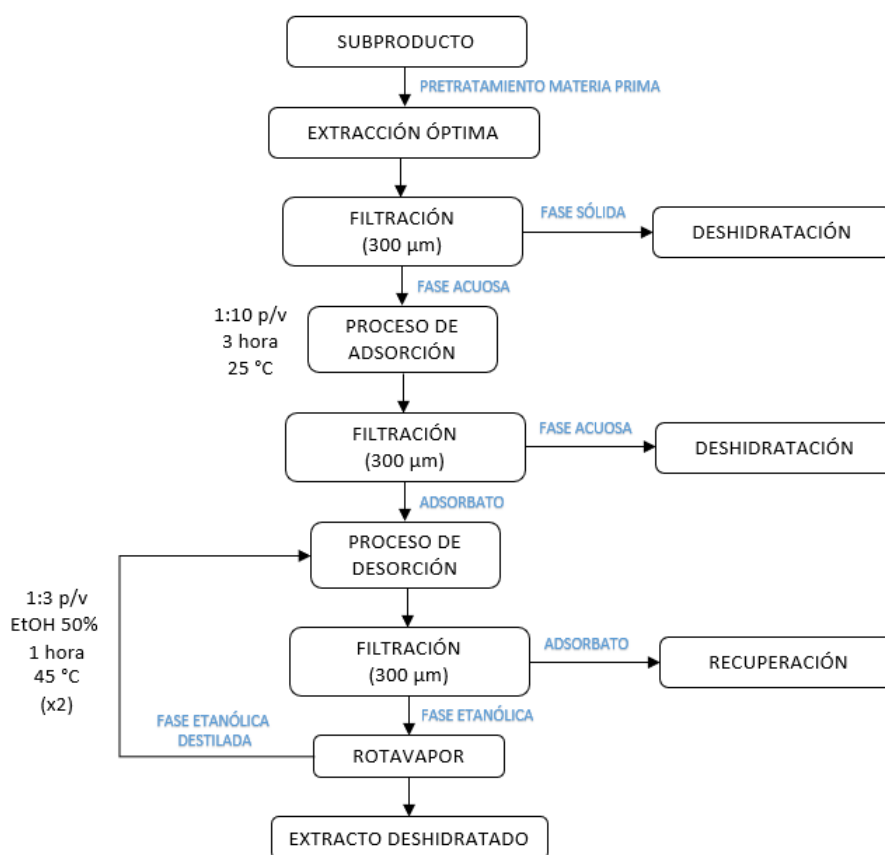 SUBPRODUCTO
PRETRATAMIENTO MATERIA PRIMA
EXTRACCIÓN ÓPTIMA
FILTRACIÓN
(300 µm)
FASE SÓLIDA
DESHIDRATACIÓN
FASE ACUOSA
1:10 p/v
3 hora
25 °C
PROCESO DE
ADSORCIÓN
FILTRACIÓN
(300 µm)
FASE ACUOSA
DESHIDRATACIÓN
ADSORBATO
PROCESO DE
DESORCIÓN
1:3 p/v
EtOH 50%
1 hora
45 °C
(x2)
FILTRACIÓN
(300 µm)
ADSORBATO
RECUPERACIÓN
FASE ETANÓLICA
FASE ETANÓLICA
DESTILADA
ROTAVAPOR
EXTRACTO DESHIDRATADO